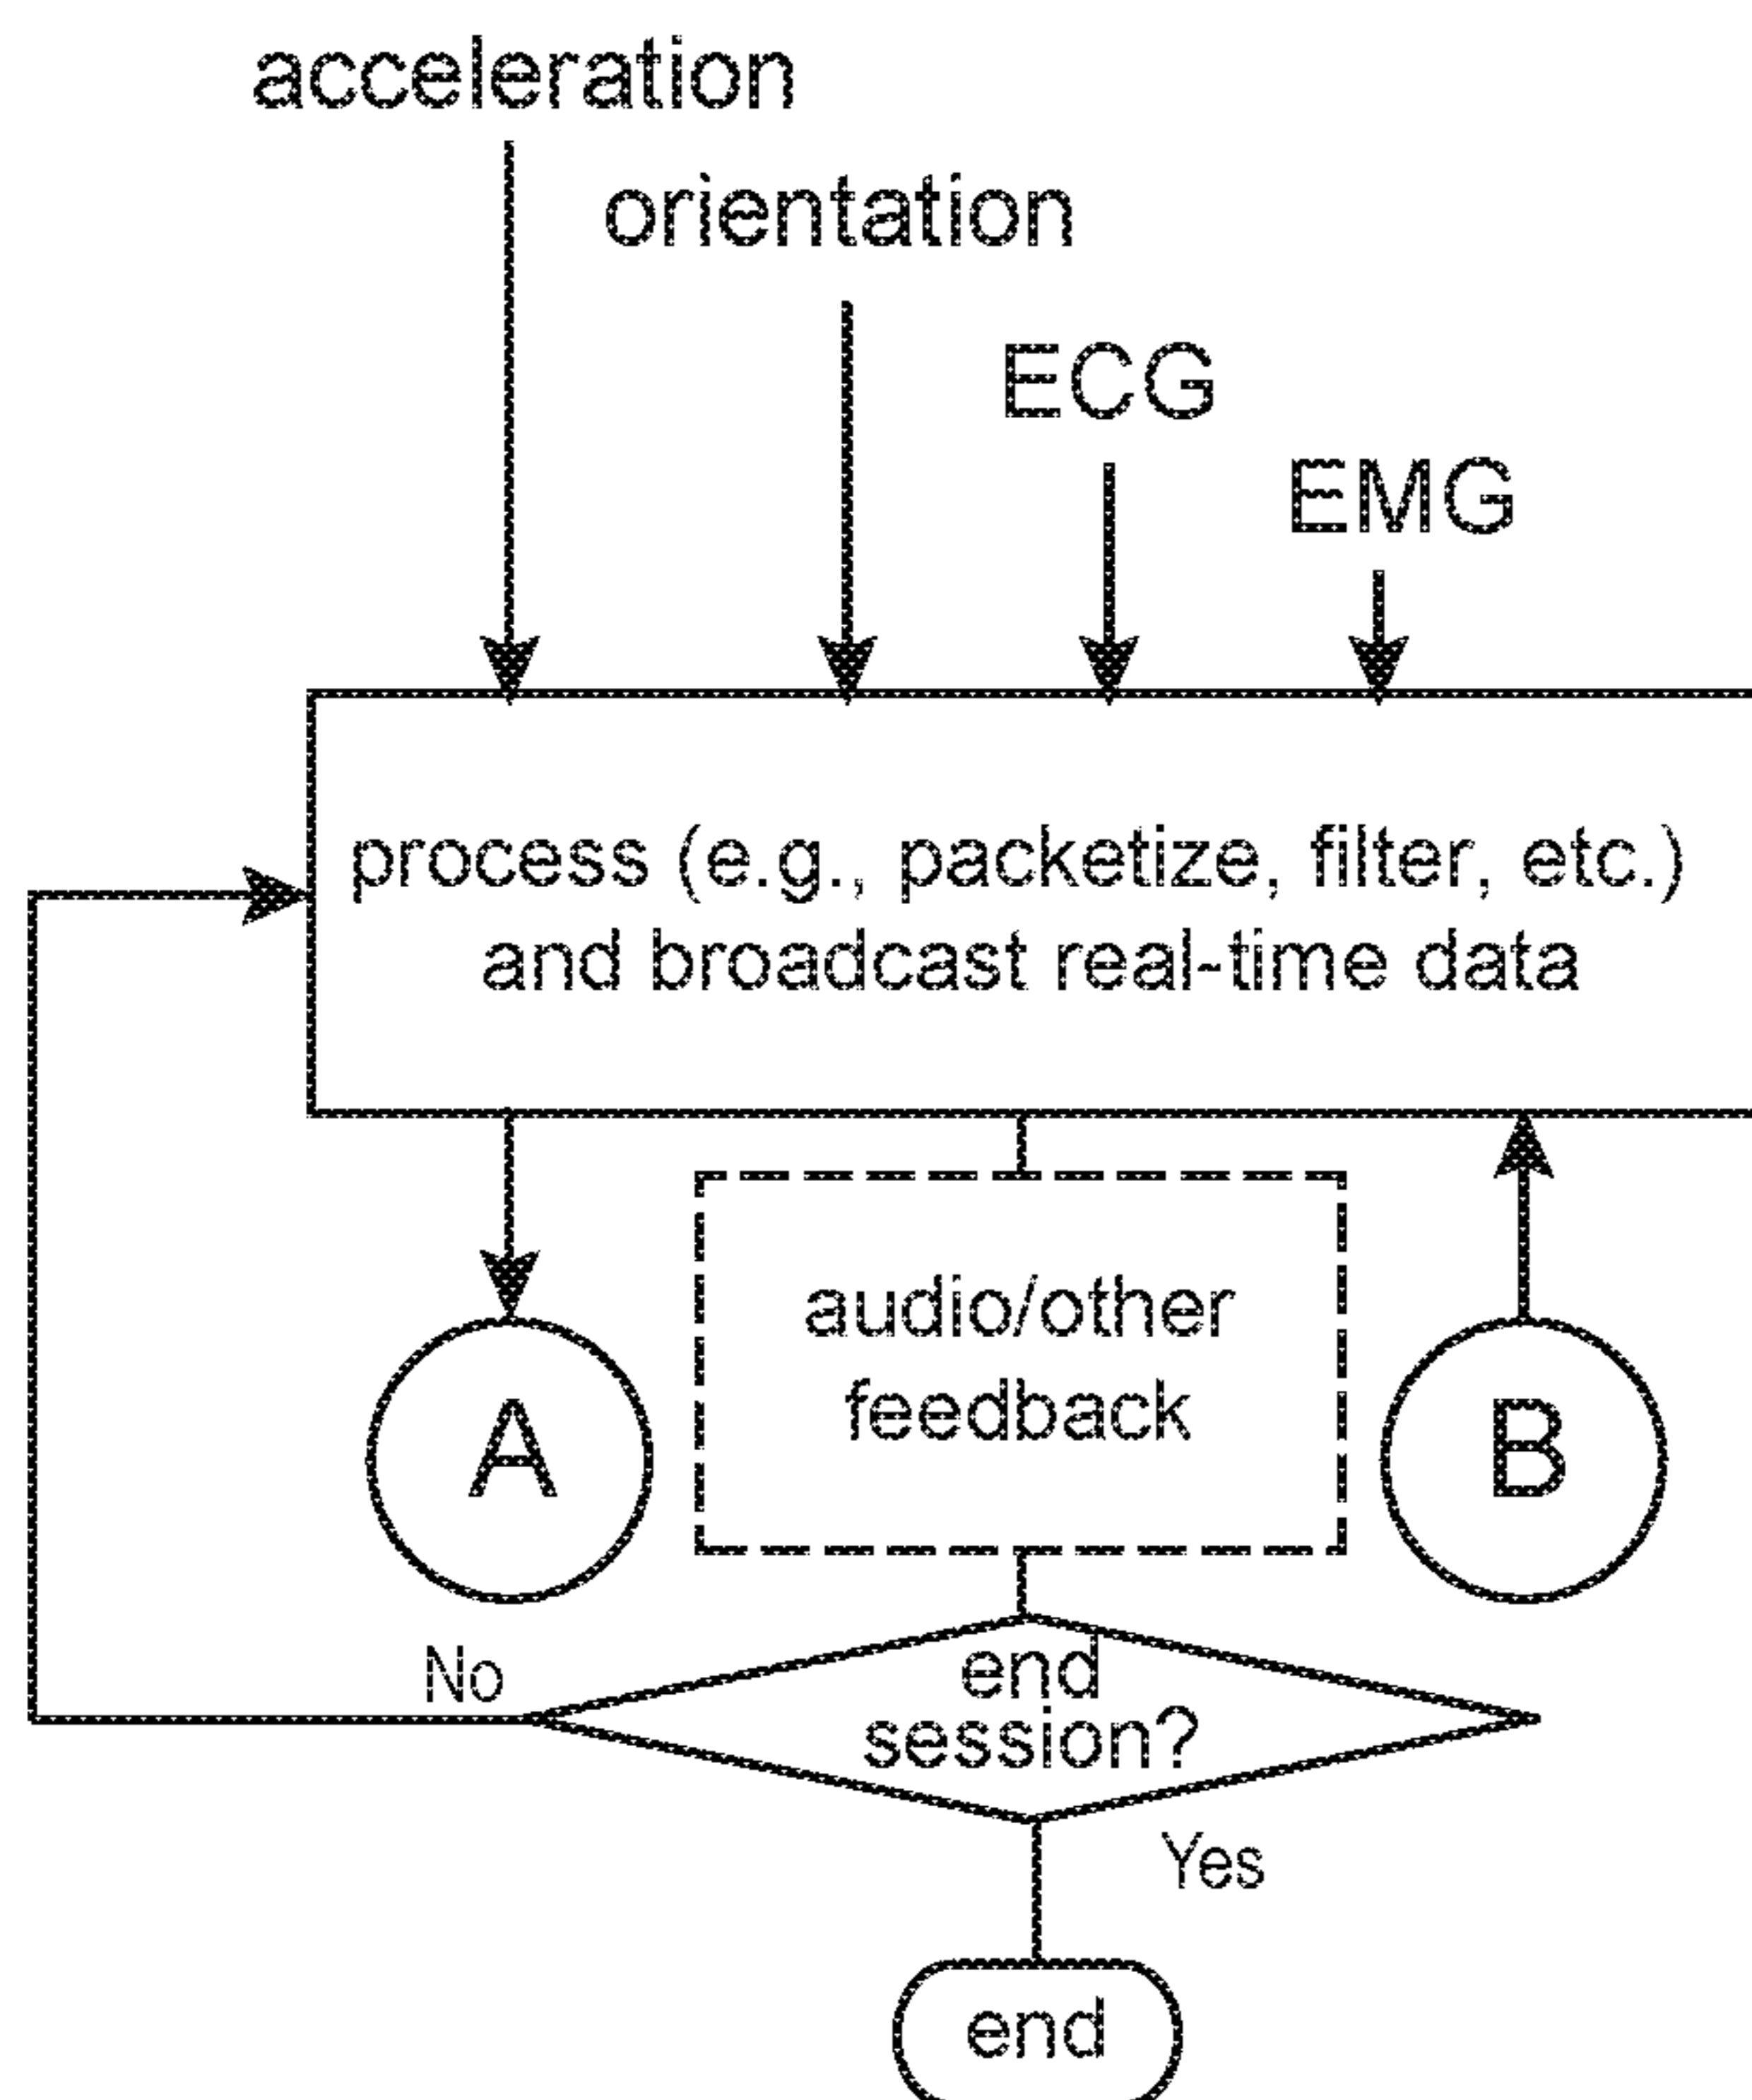 acceleration
orientation
ECG
EMG
process (e.g., packetize, filter, etc.)
and broadcast real-time data
audio/other
feedback
A
B
No
end
session?
Yes
end